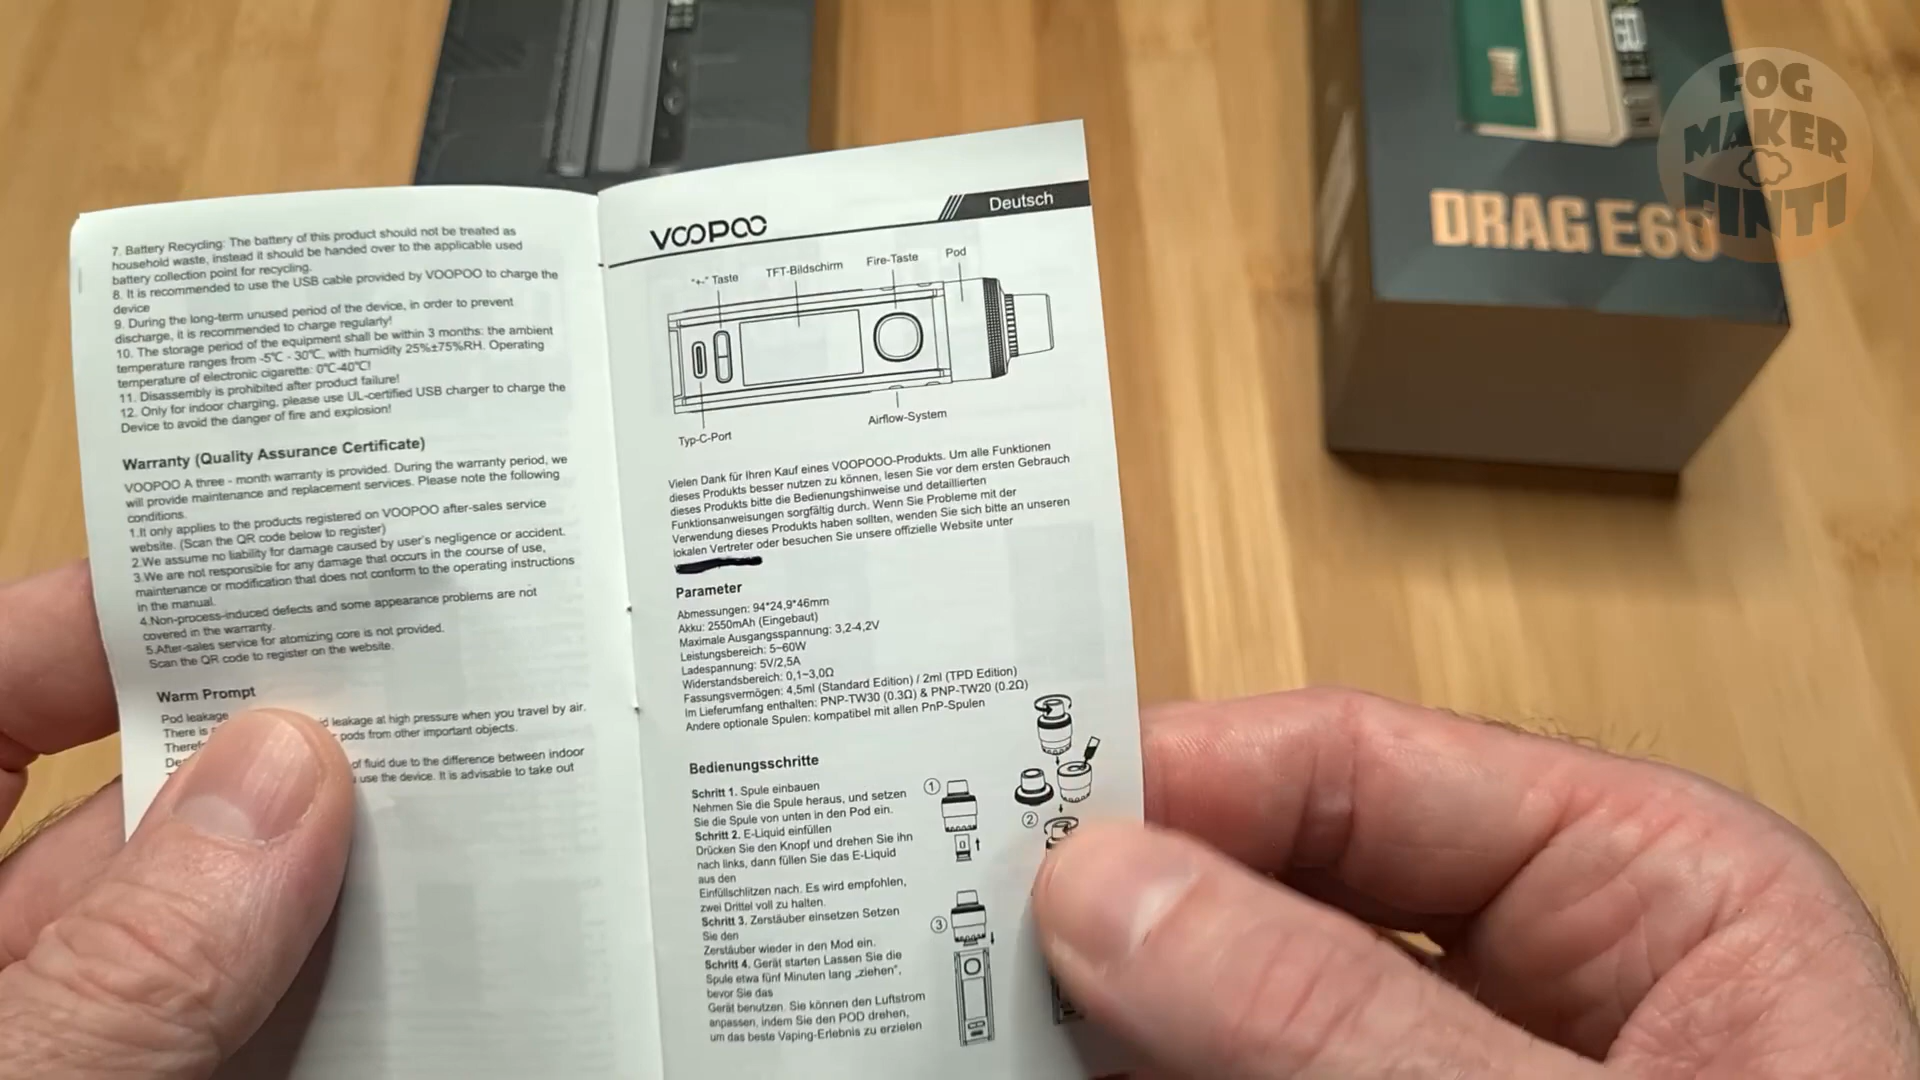 7. Battery Recycling: The battery of this product should not be treated as
household waste, instead it should be handed over to the applicable used
battery collection point for recycling.
8. It is recommended to use the USB cable provided by VOOPOO to charge the
device
9. During the long-term unused period of the device, in order to prevent
discharge, it is recommended to charge regularly!
10. The storage period of the equipment shall be within 3 months: the ambient
temperature ranges from -5℃ - 30℃, with humidity 25%±75%RH. Operating
temperature of electronic cigarette: 0℃-40℃!
11. Disassembly is prohibited after product failure!
12. Only for indoor charging, please use UL-certified USB charger to charge the
Device to avoid the danger of fire and explosion!
Warranty (Quality Assurance Certificate)
VOOPOO A three - month warranty is provided. During the warranty period, we
will provide maintenance and replacement services. Please note the following
conditions.
1.It only applies to the products registered on VOOPOO after-sales service
website. (Scan the QR code below to register)
2.We assume no liability for damage caused by user's negligence or accident.
3.We are not responsible for any damage that occurs in the course of use,
maintenance or modification that does not conform to the operating instructions
in the manual.
4.Non-process-induced defects and some appearance problems are not
covered in the warranty.
5.After-sales service for atomizing core is not provided.
Scan the QR code to register on the website.
Warm Prompt
Pod leakage leakage at high pressure when you travel by air.
There is pods from other important objects.
of fluid due to the difference between indoor
use the device. It is advisable to take out
VOOPOO
Deutsch
"+-" Taste
TFT-Bildschirm
Fire-Taste
Pod
Typ-C-Port
Airflow-System
Vielen Dank für Ihren Kauf eines VOOPOOO-Produkts. Um alle Funktionen
dieses Produkts besser nutzen zu können, lesen Sie vor dem ersten Gebrauch
dieses Produkts bitte die Bedienungshinweise und detaillierten
Funktionsanweisungen sorgfältig durch. Wenn Sie Probleme mit der
Verwendung dieses Produkts haben sollten, wenden Sie sich bitte an unseren
lokalen Vertreter oder besuchen Sie unsere offizielle Website unter
Parameter
Abmessungen: 94*24,9*46mm
Akku: 2550mAh (Eingebaut)
Maximale Ausgangsspannung: 3,2-4,2V
Leistungsbereich: 5~60W
Ladespannung: 5V/2,5A
Widerstandsbereich: 0,1~3,0Ω
Fassungsvermögen: 4,5ml (Standard Edition) / 2ml (TPD Edition)
Im Lieferumfang enthalten: PNP-TW30 (0.3Ω) & PNP-TW20 (0.2Ω)
Andere optionale Spulen: kompatibel mit allen PnP-Spulen
Bedienungsschritte
Schritt 1. Spule einbauen
Nehmen Sie die Spule heraus, und setzen
Sie die Spule von unten in den Pod ein.
Schritt 2. E-Liquid einfüllen
Drücken Sie den Knopf und drehen Sie ihn
nach links, dann füllen Sie das E-Liquid
aus den
Einfüllschlitzen nach. Es wird empfohlen,
zwei Drittel voll zu halten.
Schritt 3. Zerstäuber einsetzen Setzen
Sie den
Zerstäuber wieder in den Mod ein.
Schritt 4. Gerät starten Lassen Sie die
Spule etwa fünf Minuten lang „ziehen",
bevor Sie das
Gerät benutzen. Sie können den Luftstrom
anpassen, indem Sie den POD drehen,
um das beste Vaping-Erlebnis zu erzielen
1
2
3
DRAG E60
FOG
MAKER
FINTI